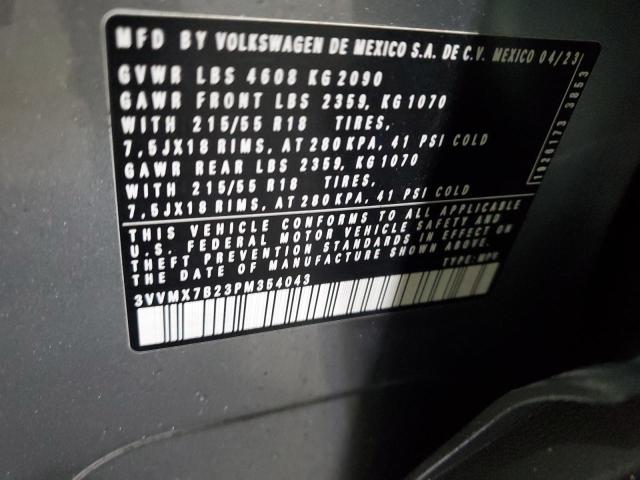 MFD BY VOLKSWAGEN DE MEXICO S.A. DE C.V. MEXICO 04/23
GVWR LBS 4608 KG 2090
GAWR FRONT LBS 2359, KG 1070
WITH 215/55 R18 TIRES,
7,5JX18 RIMS, AT 280 KPA, 41 PSI COLD
GAWR REAR LBS 2359, KG 1070
WITH 215/55 R18 TIRES,
7,5JX18 RIMS, AT 280 KPA, 41 PSI COLD
THIS VEHICLE CONFORMS TO ALL APPLICABLE
U.S. FEDERAL MOTOR VEHICLE SAFETY AND
THEFT PREVENTION STANDARDS IN EFFECT ON
THE DATE OF MANUFACTURE SHOWN ABOVE.
TYPE: MPV
3VVMX7B23PM354043
3853